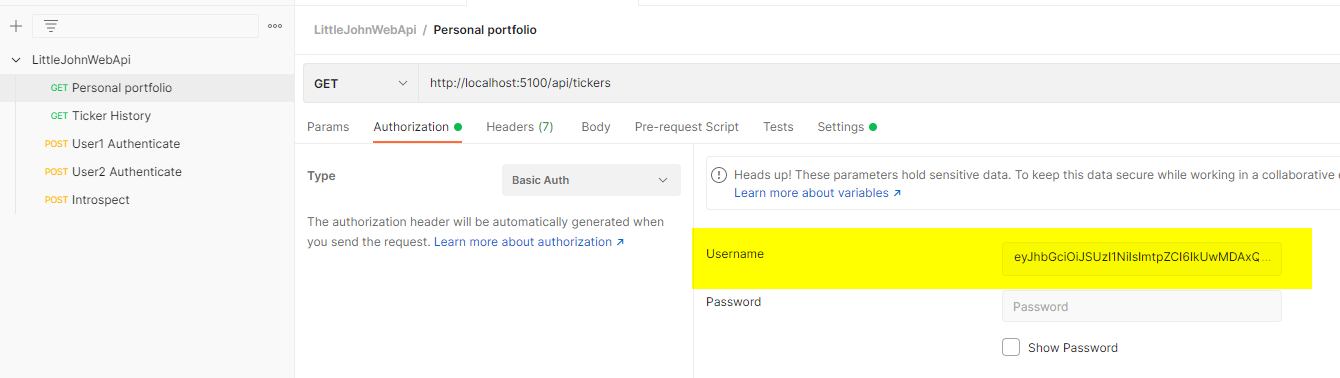 LittleJohnWebApi / Personal portfolio
LittleJohnWebApi
GET Personal portfolio
GET Ticker History
POST User1 Authenticate
POST User2 Authenticate
POST Introspect
GET http://localhost:5100/api/tickers
Params Authorization Headers (7) Body Pre-request Script Tests Settings
Type Basic Auth
The authorization header will be automatically generated when
you send the request. Learn more about authorization ↗
Heads up! These parameters hold sensitive data. To keep this data secure while working in a collaborative
Learn more about variables ↗
Username eyJhbGciOiJSUzI1NiIsImtpZCI6IkUwMDAxQ...
Password Password
Show Password